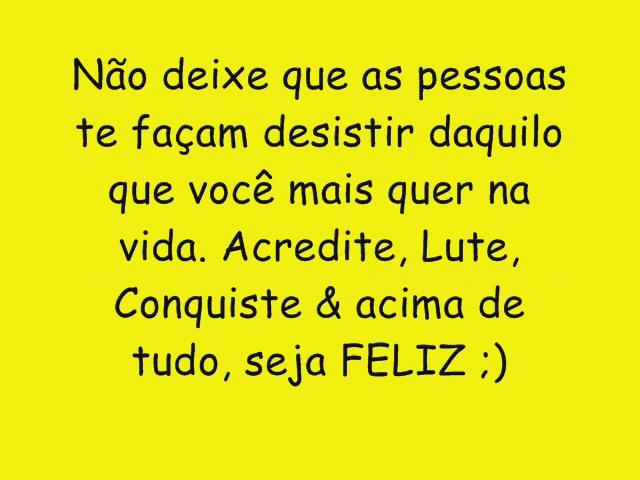 Não deixe que as pessoas
te façam desistir daquilo
que você mais quer na
vida. Acredite, Lute,
Conquiste & acima de
tudo, seja FELIZ ;)